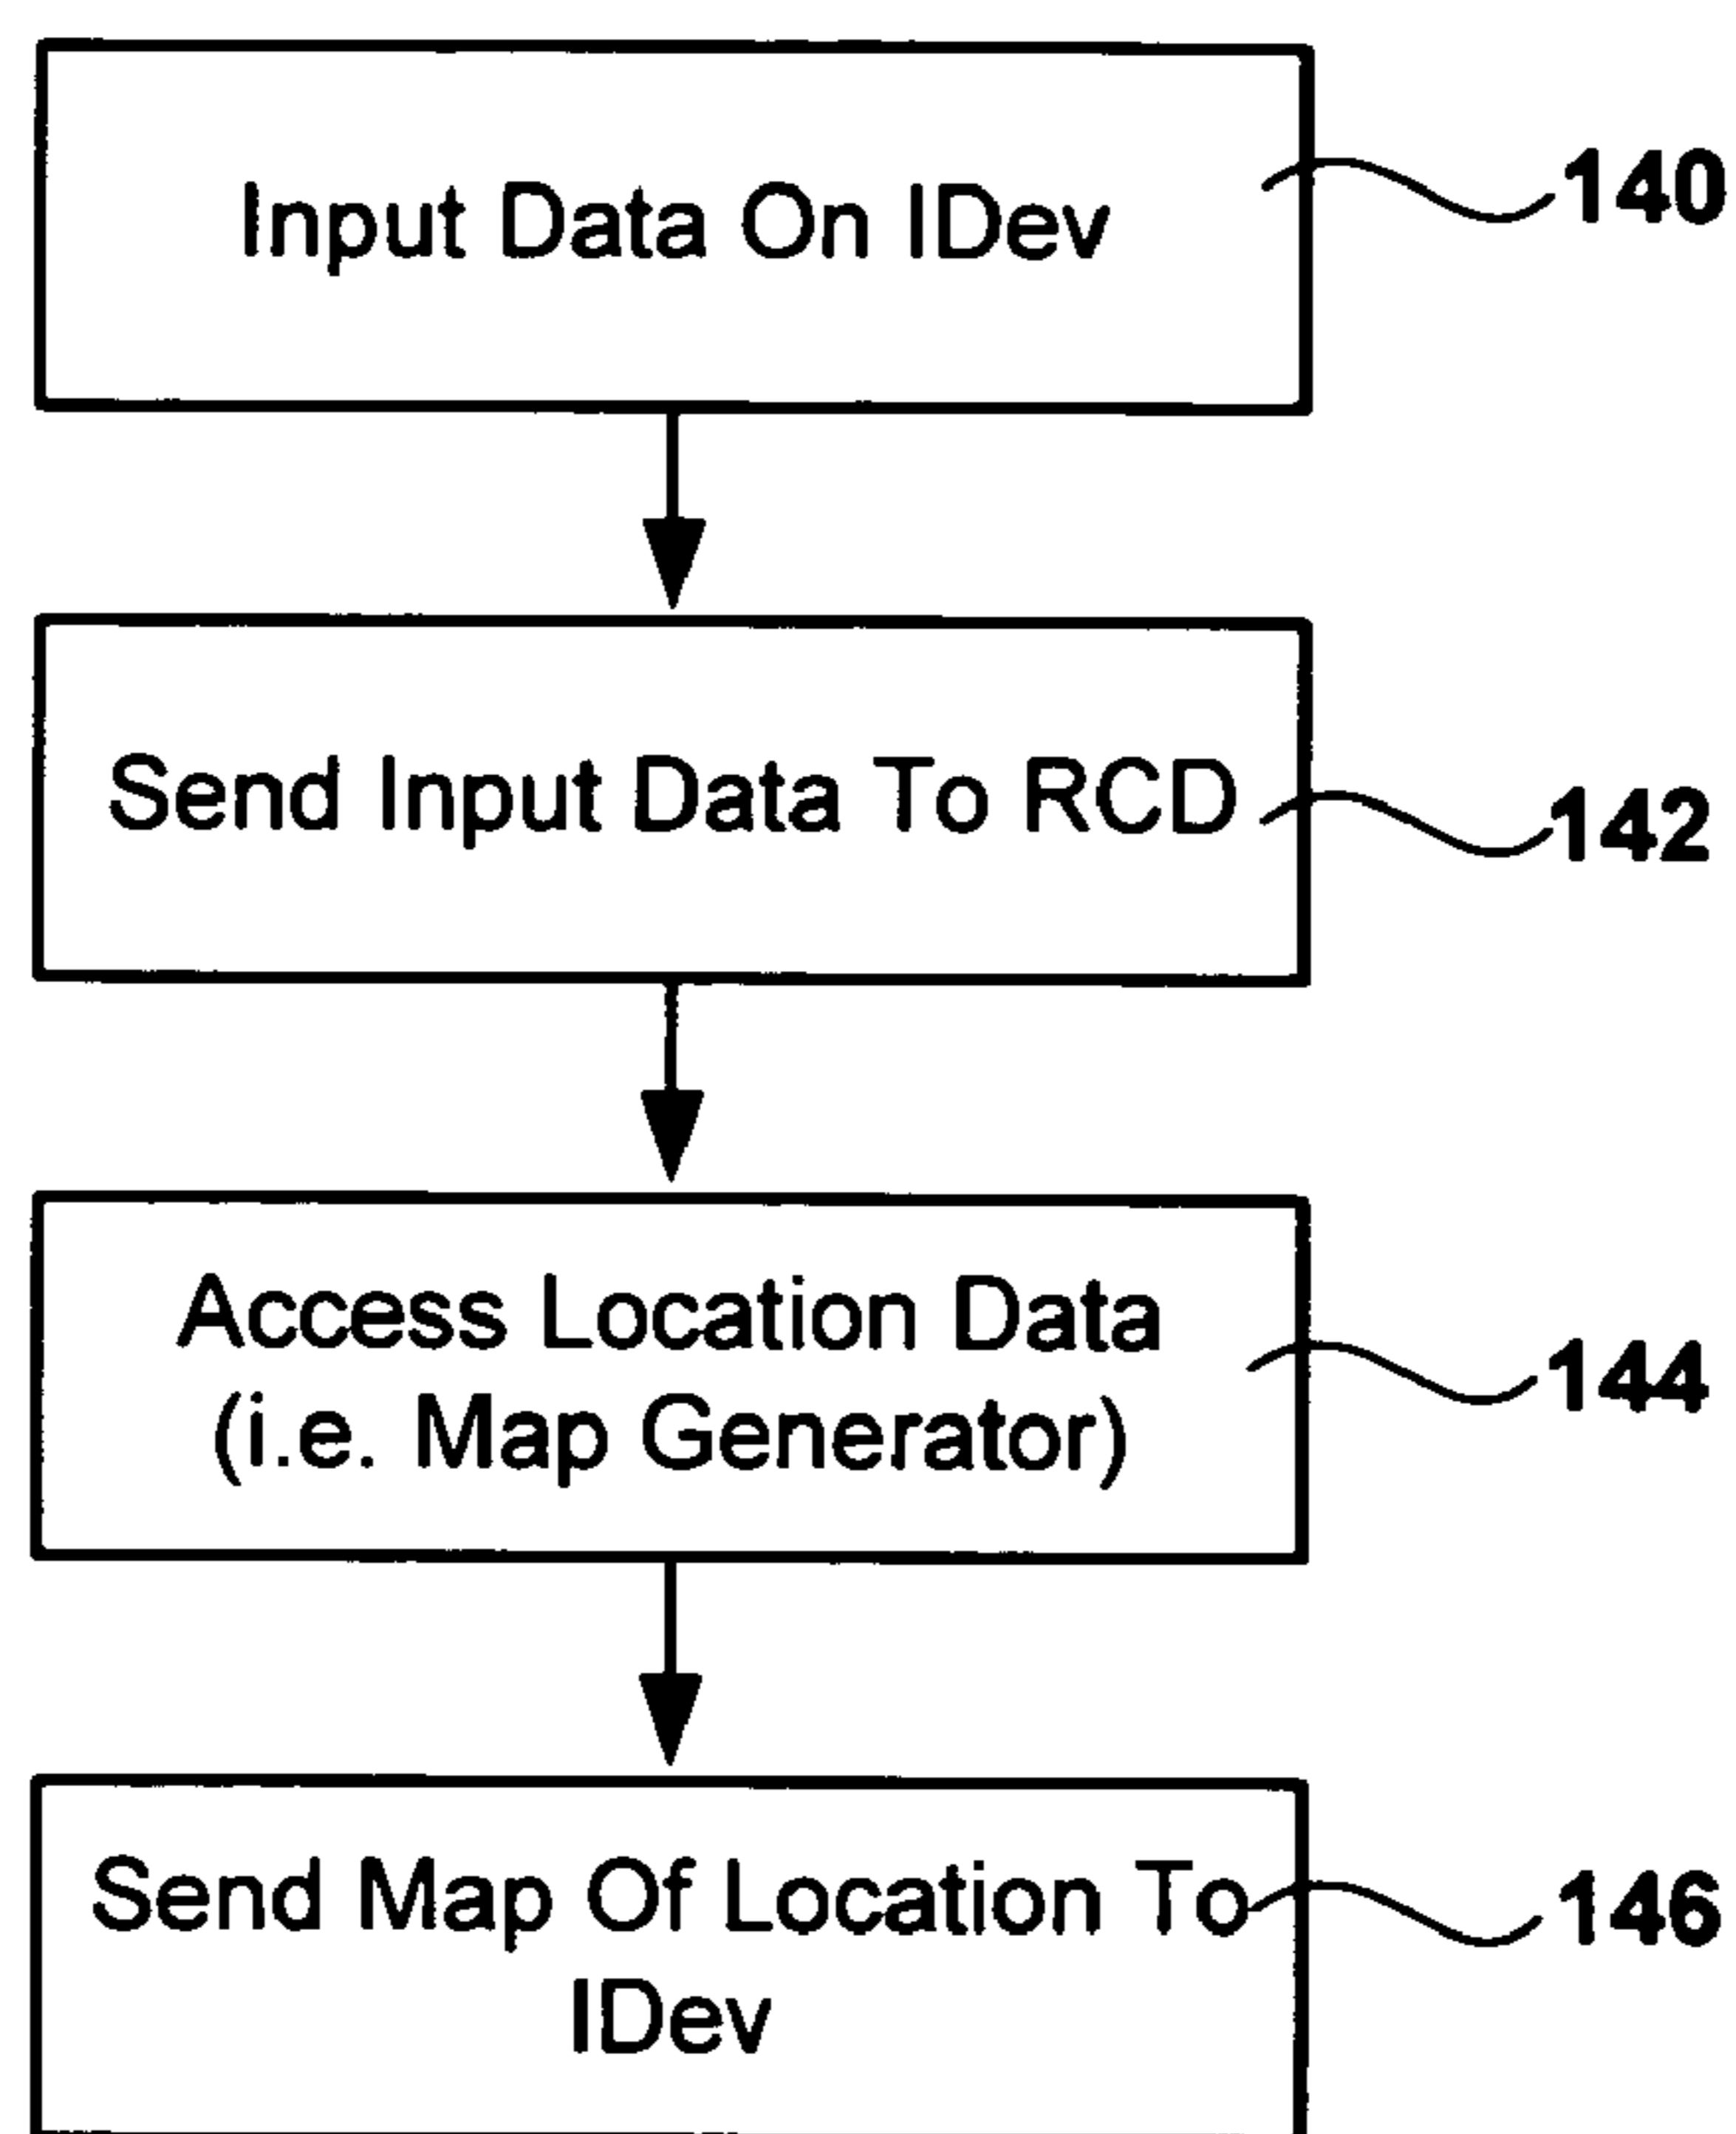 Input Data On IDev
140
Send Input Data To RCD
142
Access Location Data
(i.e. Map Generator)
144
Send Map Of Location To
IDev
146